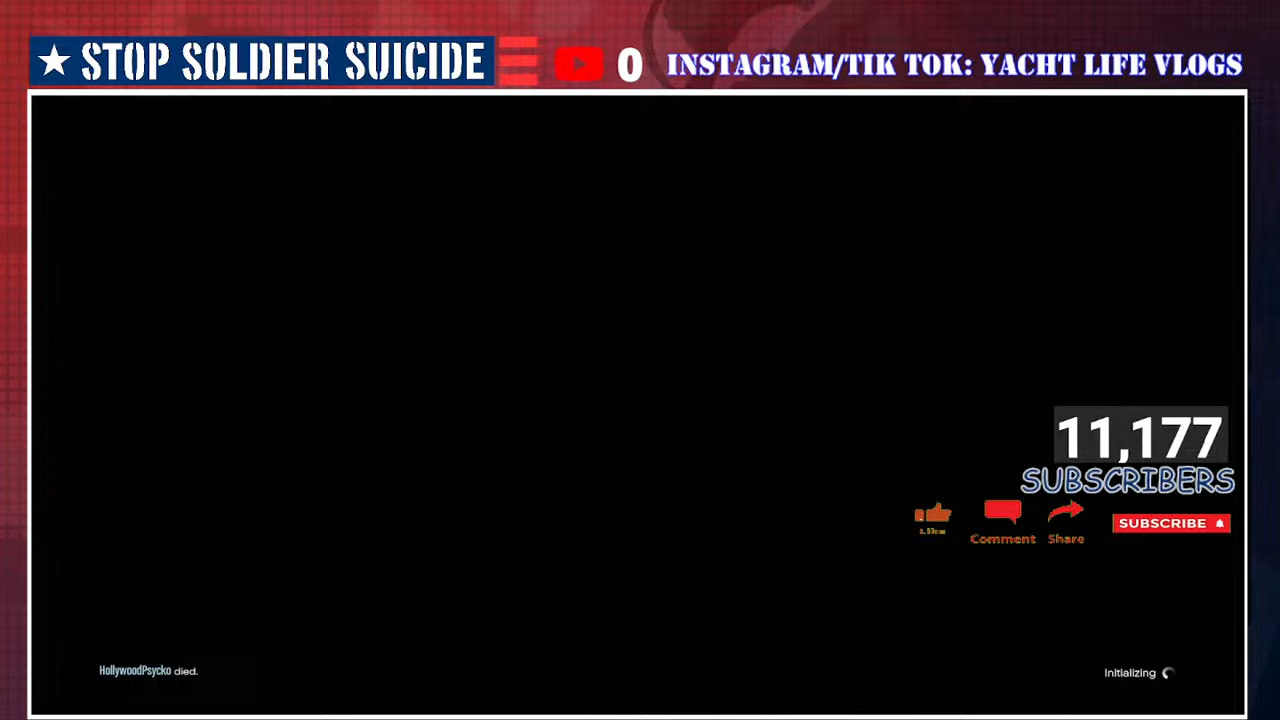 STOP SOLDIER SUICIDE
0
INSTAGRAM/TIK TOK: YACHT LIFE VLOGS
11,177
SUBSCRIBERS
Comment Share SUBSCRIBE
HollywoodPsycko died.
Initializing